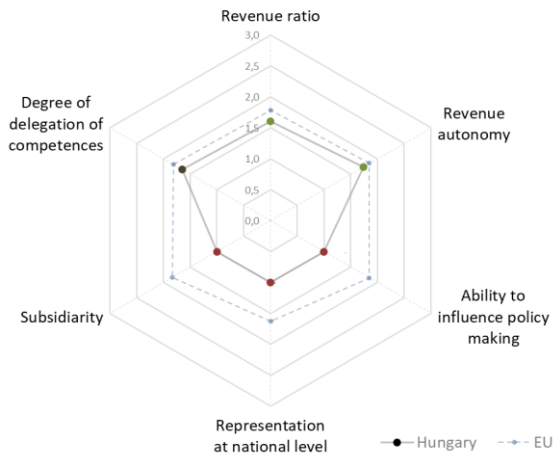 Revenue ratio
3,0
2,5
2,0
1,5
1,0
0,5
0,0
Degree of
delegation of
competences
Revenue
autonomy
Subsidiarity
Ability to
influence policy
making
Representation
at national level
Hungary
EU